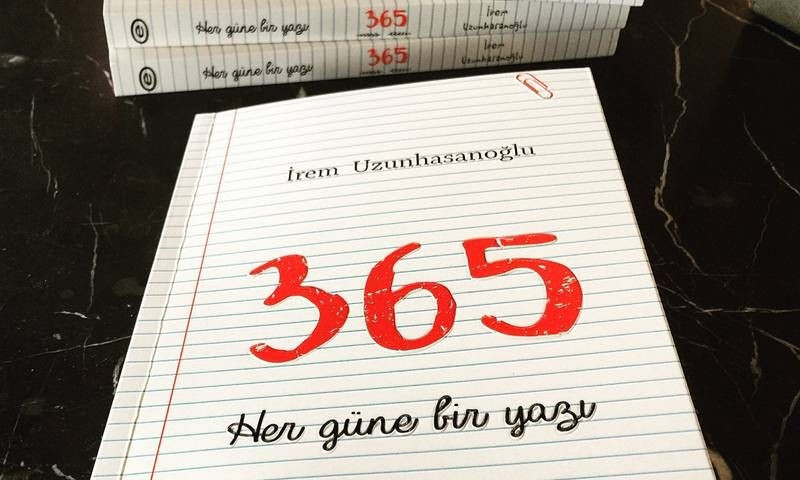 e Her güne bir yazı 365 İrem Uzunhasanoğlu
e Her güne bir yazı 365 İrem Uzunhasanoğlu
İrem Uzunhasanoğlu
365
Her güne bir yazı